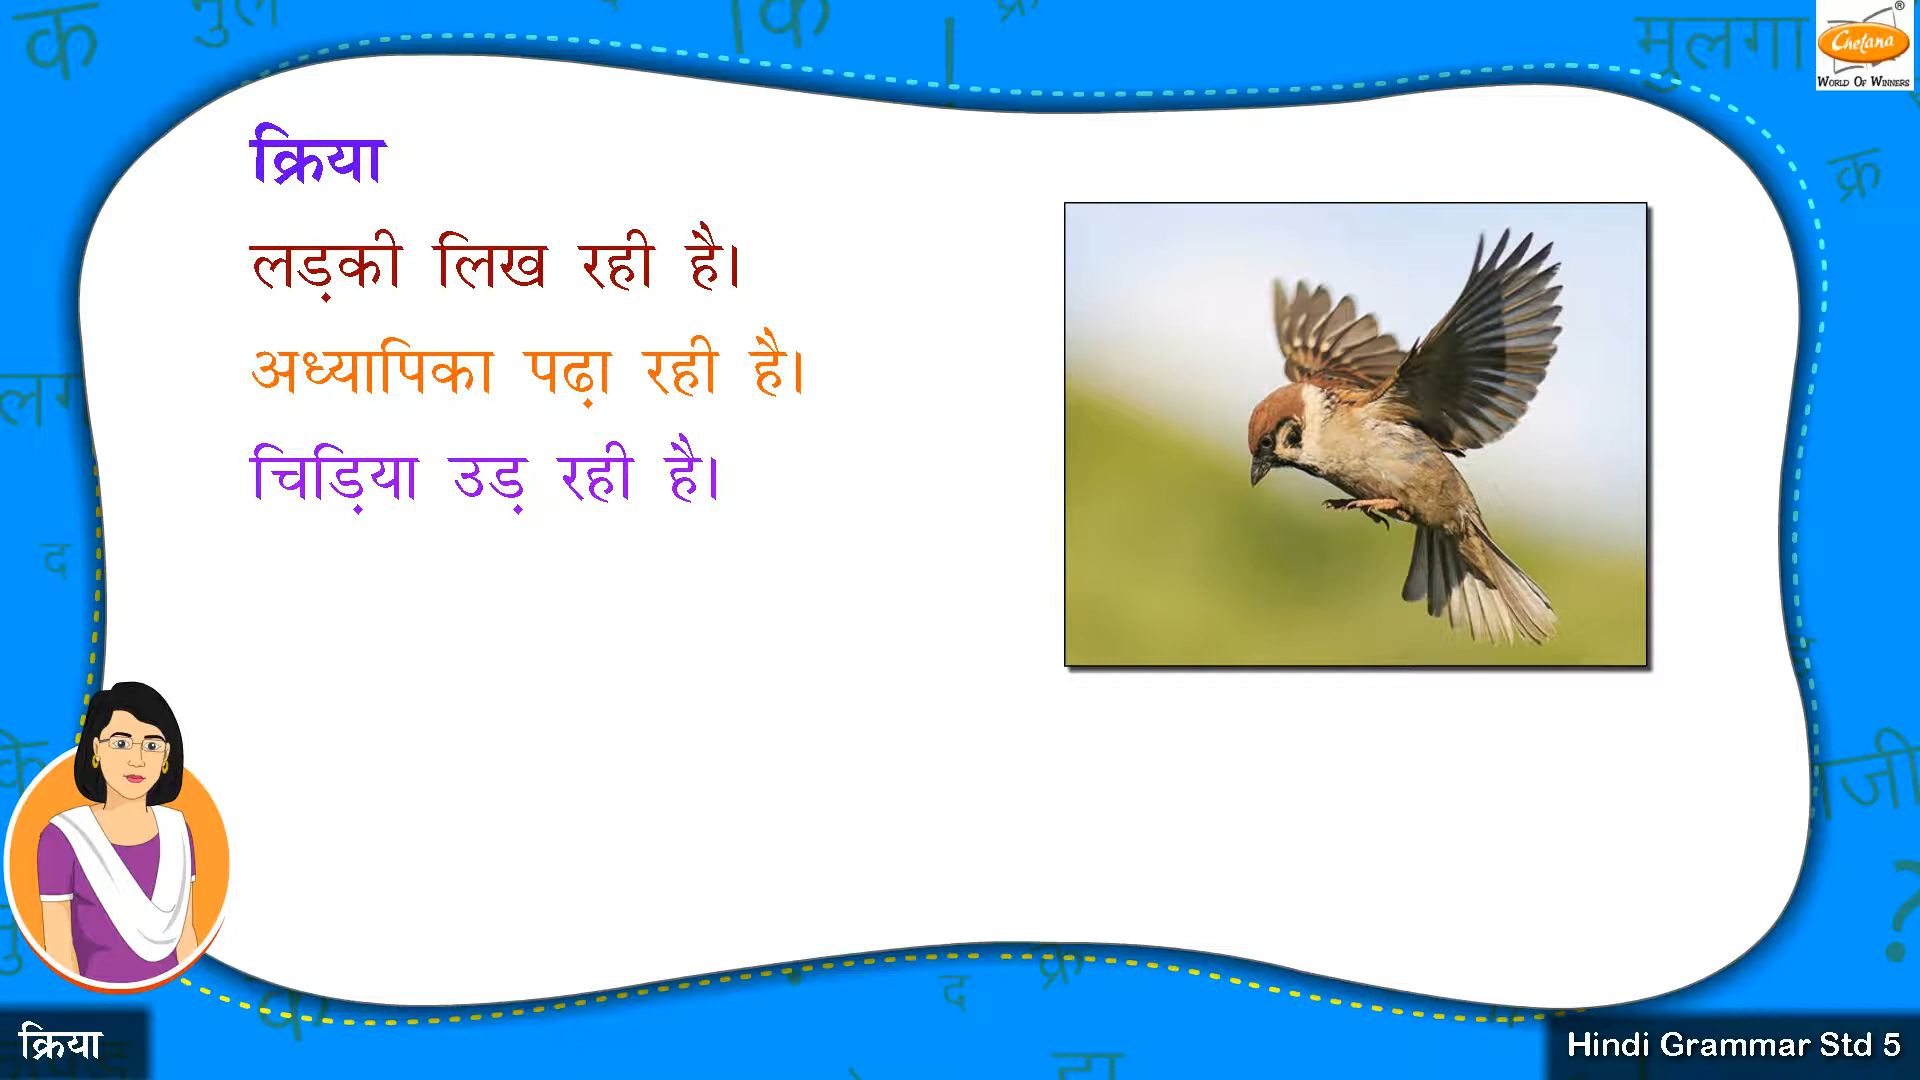 क्रिया
लड़की लिख रही है।
अध्यापिका पढ़ा रही है।
चिड़िया उड़ रही है।
Chetana
WORLD OF WINNERS
क्रिया
Hindi Grammar Std 5